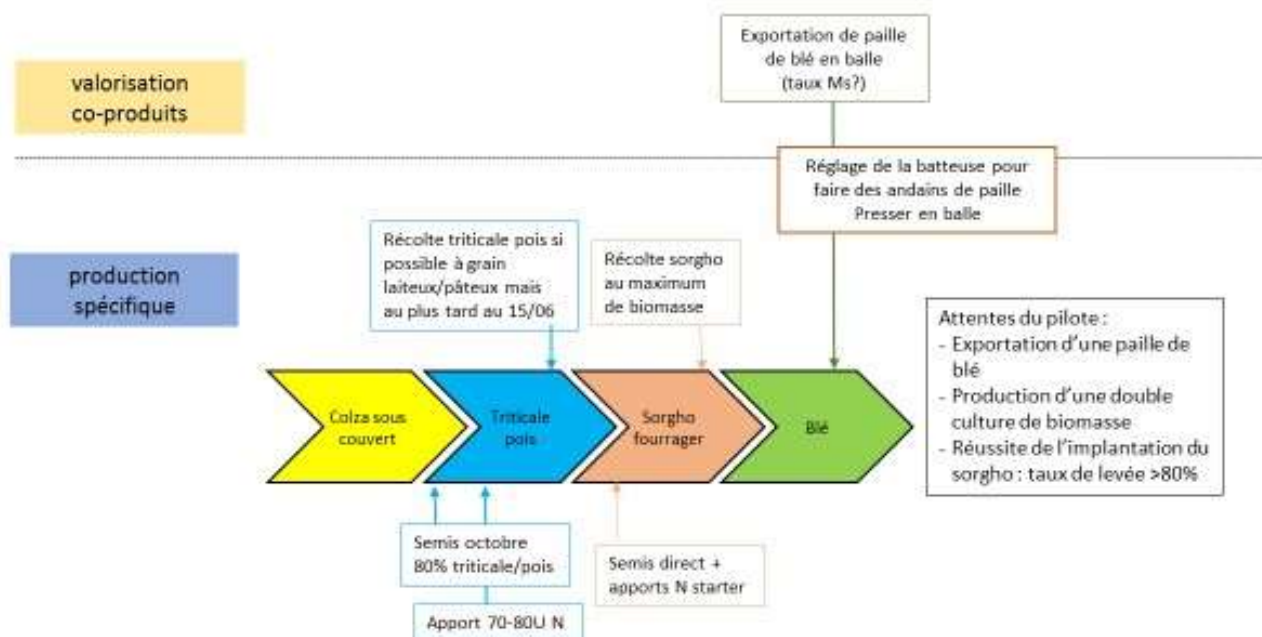 Exportation de paille
de blé en balle
(taux Ms?)
valorisation
co-produits
Réglage de la batteuse pour
faire des andains de paille
Presser en balle
production
spécifique
Récolte triticale pois si
possible à grain
laiteux/pâteux mais
au plus tard au 15/06
Récolte sorgho
au maximum
de biomasse
Attentes du pilote :
- Exportation d'une paille de
blé
- Production d'une double
culture de biomasse
- Réussite de l'implantation du
sorgho : taux de levée >80%
Colza sous
couvert
Triticale
pois
Sorgho
fourrager
Blé
Semis octobre
80% triticale/pois
Apport 70-80U N
Semis direct +
apports N starter